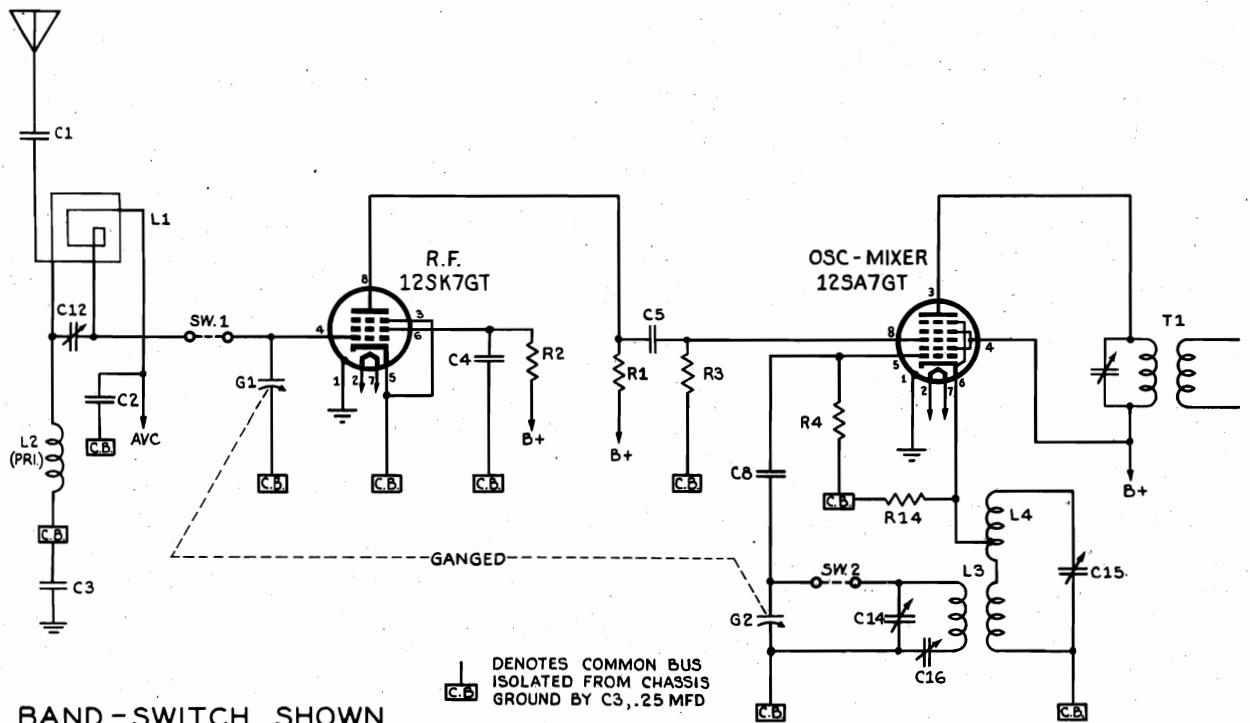 C1
L1
R.F.
12SK7GT
OSC-MIXER
12SA7GT
C12
SW.1
8
3
6
4
1
2
7
5
C5
3
8
5
4
1
2
7
6
T1
G1
C4
R2
R1
R3
C2
AVC
R4
L2
(PRI.)
C.B.
B+
B+
C8
B+
C.B.
C.B.
C.B.
C.B.
C.B.
C.B.
R14
L4
C.B.
GANGED
SW.2
L3
C15
C3
G2
C14
C16
DENOTES COMMON BUS
ISOLATED FROM CHASSIS
C.B.
GROUND BY C3,.25 MFD
C.B.
C.B.
BAND-SWITCH SHOWN